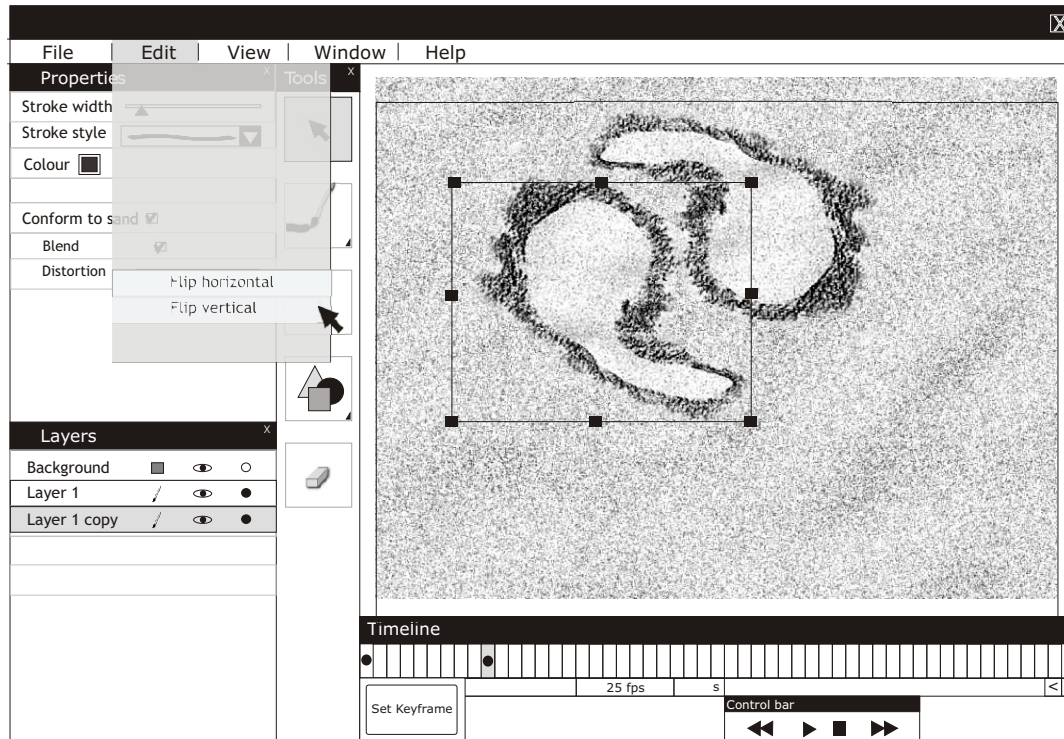 X
File Edit View Window Help
Properties x
Tools x
Stroke width
Stroke style
Colour
Conform to sand
Blend
Distortion
Flip horizontal
Flip vertical
Layers x
Background
Layer 1
Layer 1 copy
Timeline
25 fps s <
Set Keyframe
Control bar